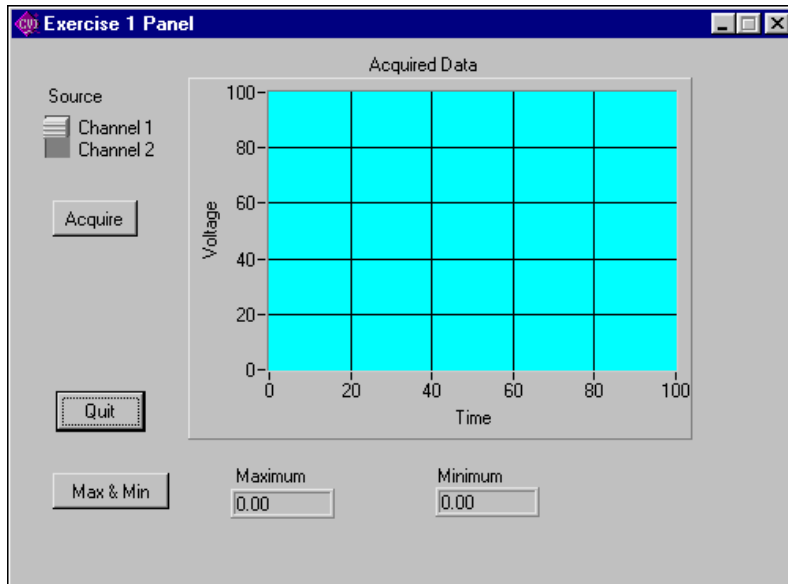 CVI Exercise 1 Panel
Acquired Data
Source
Channel 1
Channel 2
Acquire
Quit
Max & Min
Voltage
100
80
60
40
20
0
0 20 40 60 80 100
Time
Maximum
0.00
Minimum
0.00